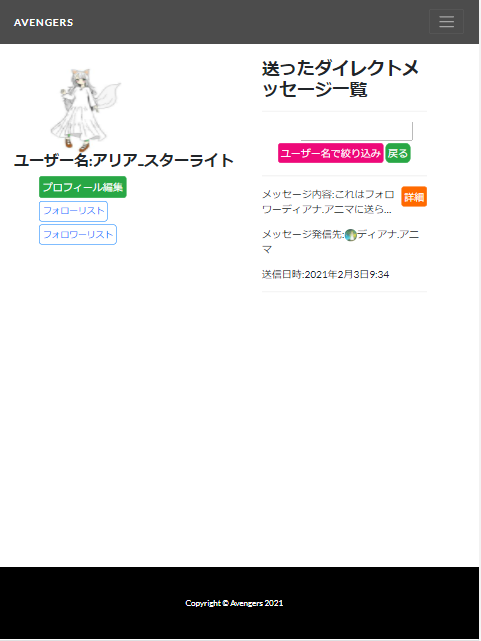 AVENGERS
ユーザー名:アリア_スターライト
プロフィール編集
フォローリスト
フォロワーリスト
送ったダイレクトメ
ッセージ一覧
ユーザー名で絞り込み 戻る
メッセージ内容:これはフォロ 詳細
ワーディアナ.アニマに送ら...
メッセージ発信先:ディアナ.アニ
マ
送信日時:2021年2月3日9:34
Copyright © Avengers 2021